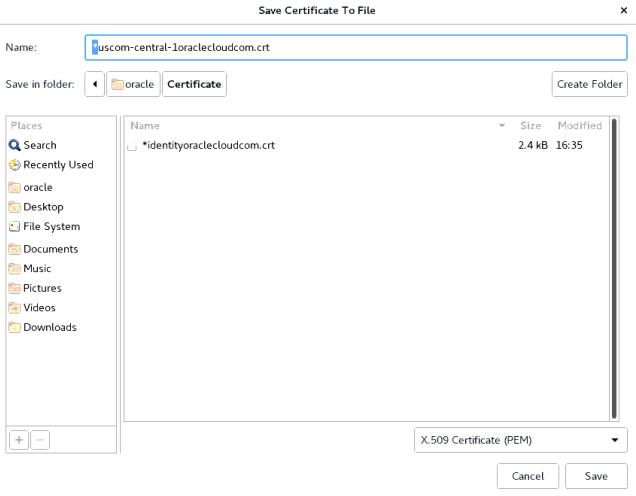 Save Certificate To File ×
Name: *uscom-central-1oraclecloudcom.crt
Save in folder: oracle Certificate Create Folder
Places Name Size Modified
Search *identityoraclecloudcom.crt 2.4 kB 16:35
Recently Used
oracle
Desktop
File System
Documents
Music
Pictures
Videos
Downloads
+ −
X.509 Certificate (PEM)
Cancel Save